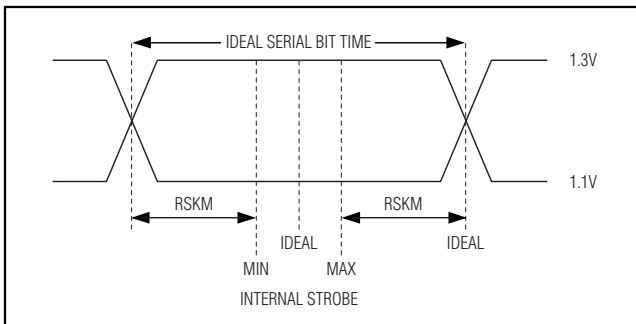 IDEAL SERIAL BIT TIME
1.3V
1.1V
RSKM
RSKM
IDEAL
IDEAL
MIN
MAX
INTERNAL STROBE